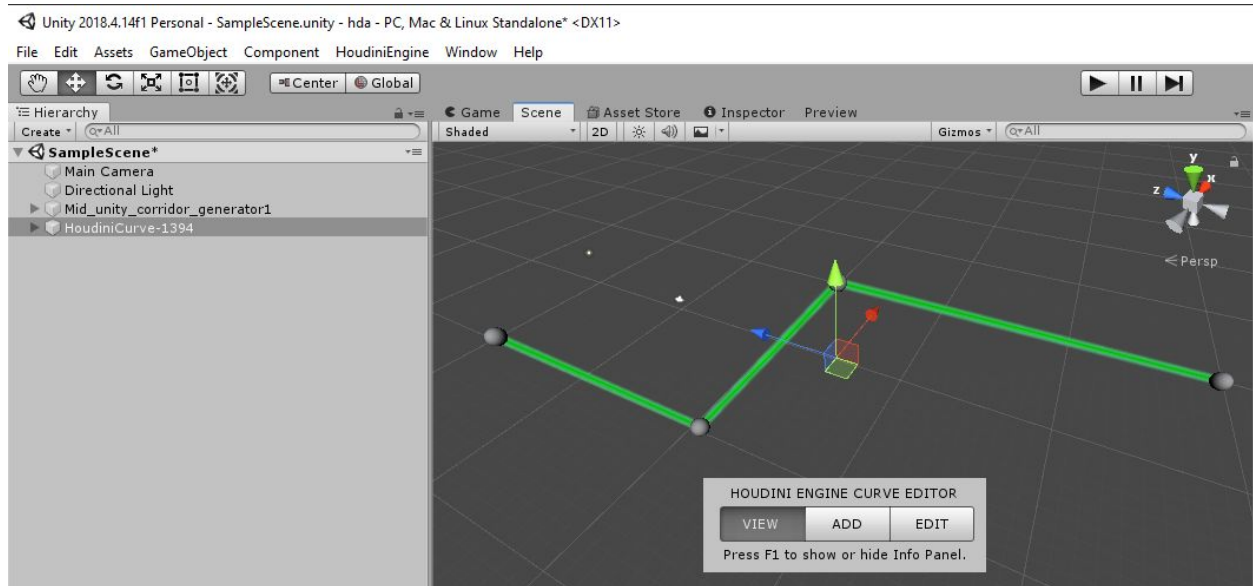 Unity 2018.4.14f1 Personal - SampleScene.unity - hda - PC, Mac & Linux Standalone* <DX11>
File Edit Assets GameObject Component HoudiniEngine Window Help
Center Global
Hierarchy
Create All
SampleScene*
Main Camera
Directional Light
Mid_unity_corridor_generator1
HoudiniCurve-1394
Game Scene Asset Store Inspector Preview
Shaded 2D Gizmos All
y
x
z
Persp
HOUDINI ENGINE CURVE EDITOR
VIEW ADD EDIT
Press F1 to show or hide Info Panel.